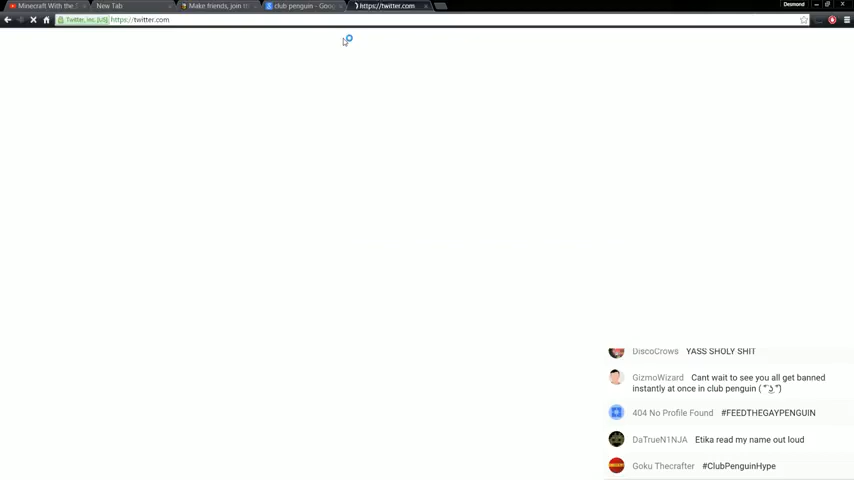 Minecraft With the S
New Tab
Make friends, join th
club penguin - Goog
https://twitter.com
Desmond
Twitter, Inc. [US] https://twitter.com
DiscoCrows YASS SHOLY SHIT
GizmoWizard Cant wait to see you all get banned
instantly at once in club penguin ( ͡° ͜ʖ ͡°)
404 No Profile Found #FEEDTHEGAYPENGUIN
DaTrueN1NJA Etika read my name out loud
Goku Thecrafter #ClubPenguinHype